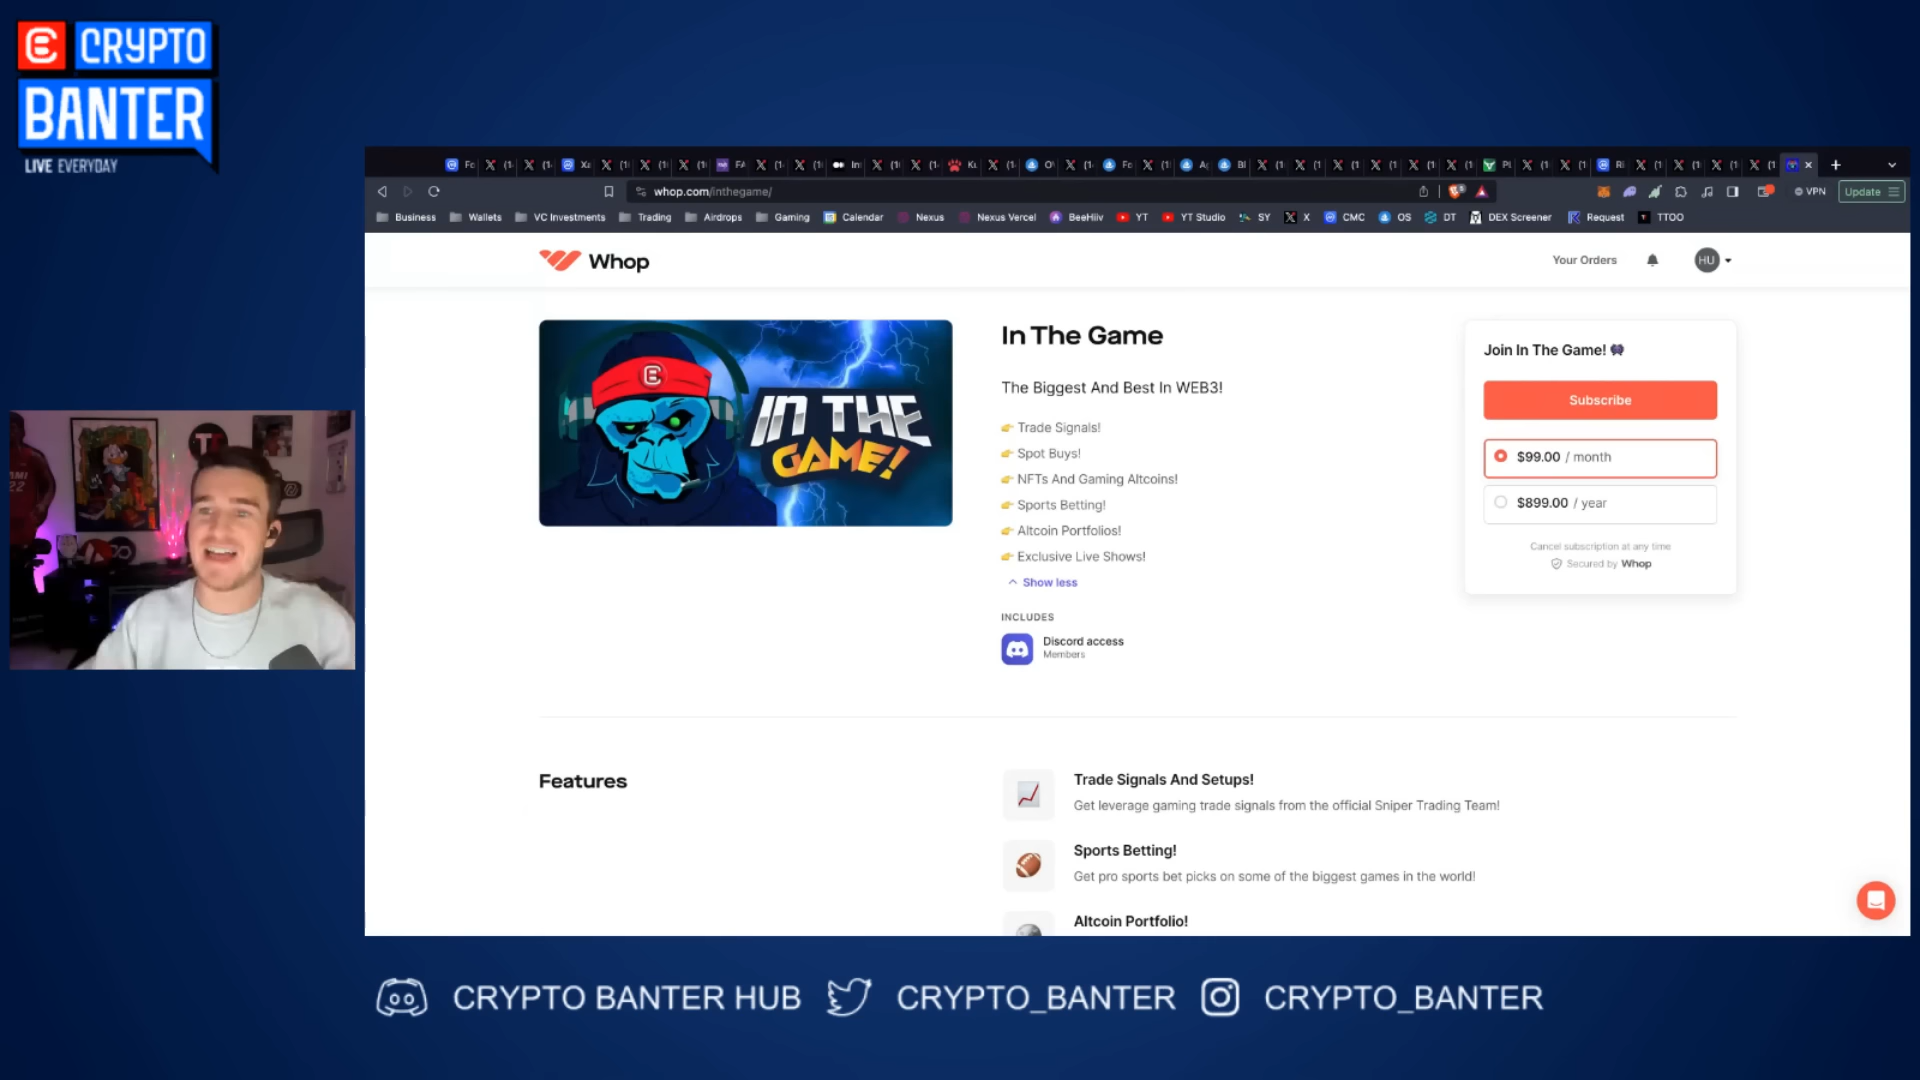 CRYPTO
BANTER
LIVE EVERYDAY
whop.com/inthegame/
VPN
Update
Business
Wallets
VC Investments
Trading
Airdrops
Gaming
Calendar
Nexus
Nexus Vercel
BeeHiiv
YT
YT Studio
SY
X
CMC
OS
DT
DEX Screener
Request
TTOO
Whop
Your Orders
HU
IN THE
GAME!
In The Game
The Biggest And Best In WEB3!
👉 Trade Signals!
👉 Spot Buys!
👉 NFTs And Gaming Altcoins!
👉 Sports Betting!
👉 Altcoin Portfolios!
👉 Exclusive Live Shows!
Show less
INCLUDES
Discord access
Members
Join In The Game!
Subscribe
$99.00 / month
$899.00 / year
Cancel subscription at any time
Secured by Whop
Features
Trade Signals And Setups!
Get leverage gaming trade signals from the official Sniper Trading Team!
Sports Betting!
Get pro sports bet picks on some of the biggest games in the world!
Altcoin Portfolio!
CRYPTO BANTER HUB
CRYPTO_BANTER
CRYPTO_BANTER